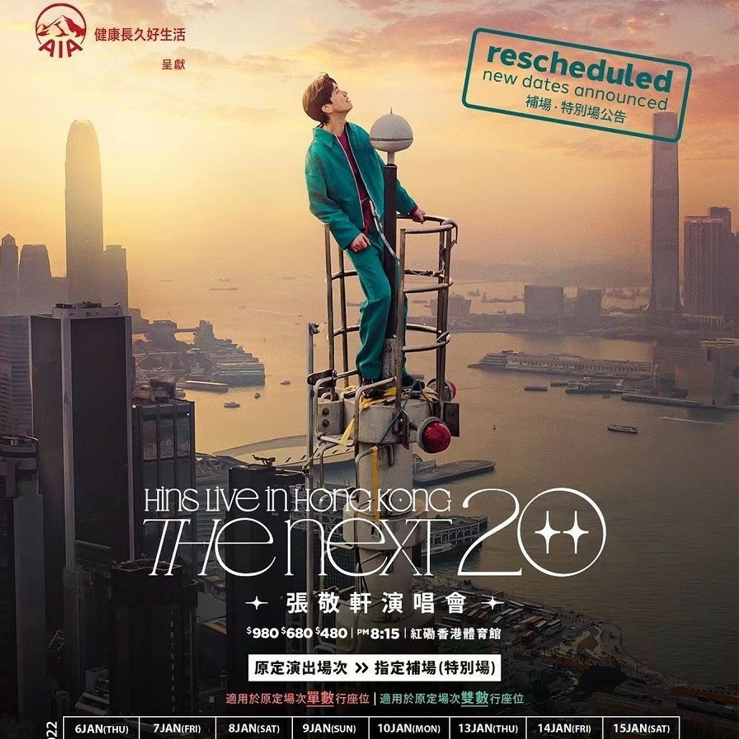 AIA
健康長久好生活
呈獻
rescheduled
new dates announced
補場．特別場公告
HINS LIVE IN HONG KONG
THE NEXT 20
張敬軒演唱會
$980 $680 $480 | PM 8:15 | 紅磡香港體育館
原定演出場次 >> 指定補場(特別場)
適用於原定場次單數行座位 | 適用於原定場次雙數行座位
6JAN(THU) 7JAN(FRI) 8JAN(SAT) 9JAN(SUN) 10JAN(MON) 13JAN(THU) 14JAN(FRI) 15JAN(SAT)